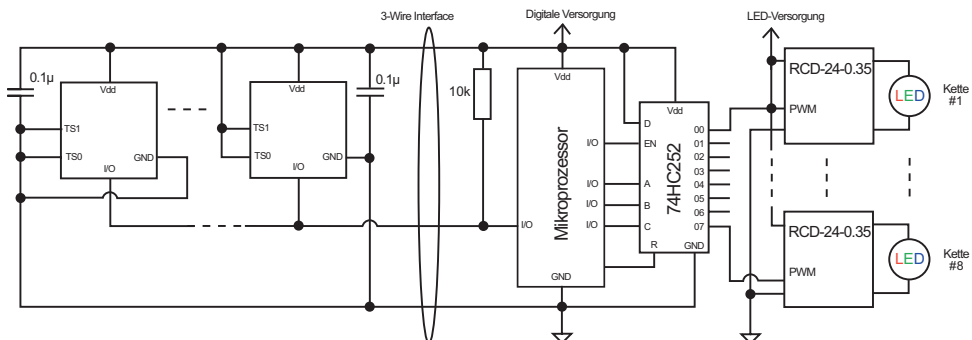 3-Wire Interface
Digitale Versorgung
LED-Versorgung
0.1µ
Vdd
TS1
TS0
GND
I/O
Vdd
TS1
TS0
GND
I/O
0.1µ
10k
Vdd
Mikroprozessor
I/O
I/O
I/O
I/O
I/O
GND
Vdd
D
EN
A
B
C
R
74HC252
00
01
02
03
04
05
06
07
GND
RCD-24-0.35
PWM
LED
Kette
#1
RCD-24-0.35
PWM
LED
Kette
#8